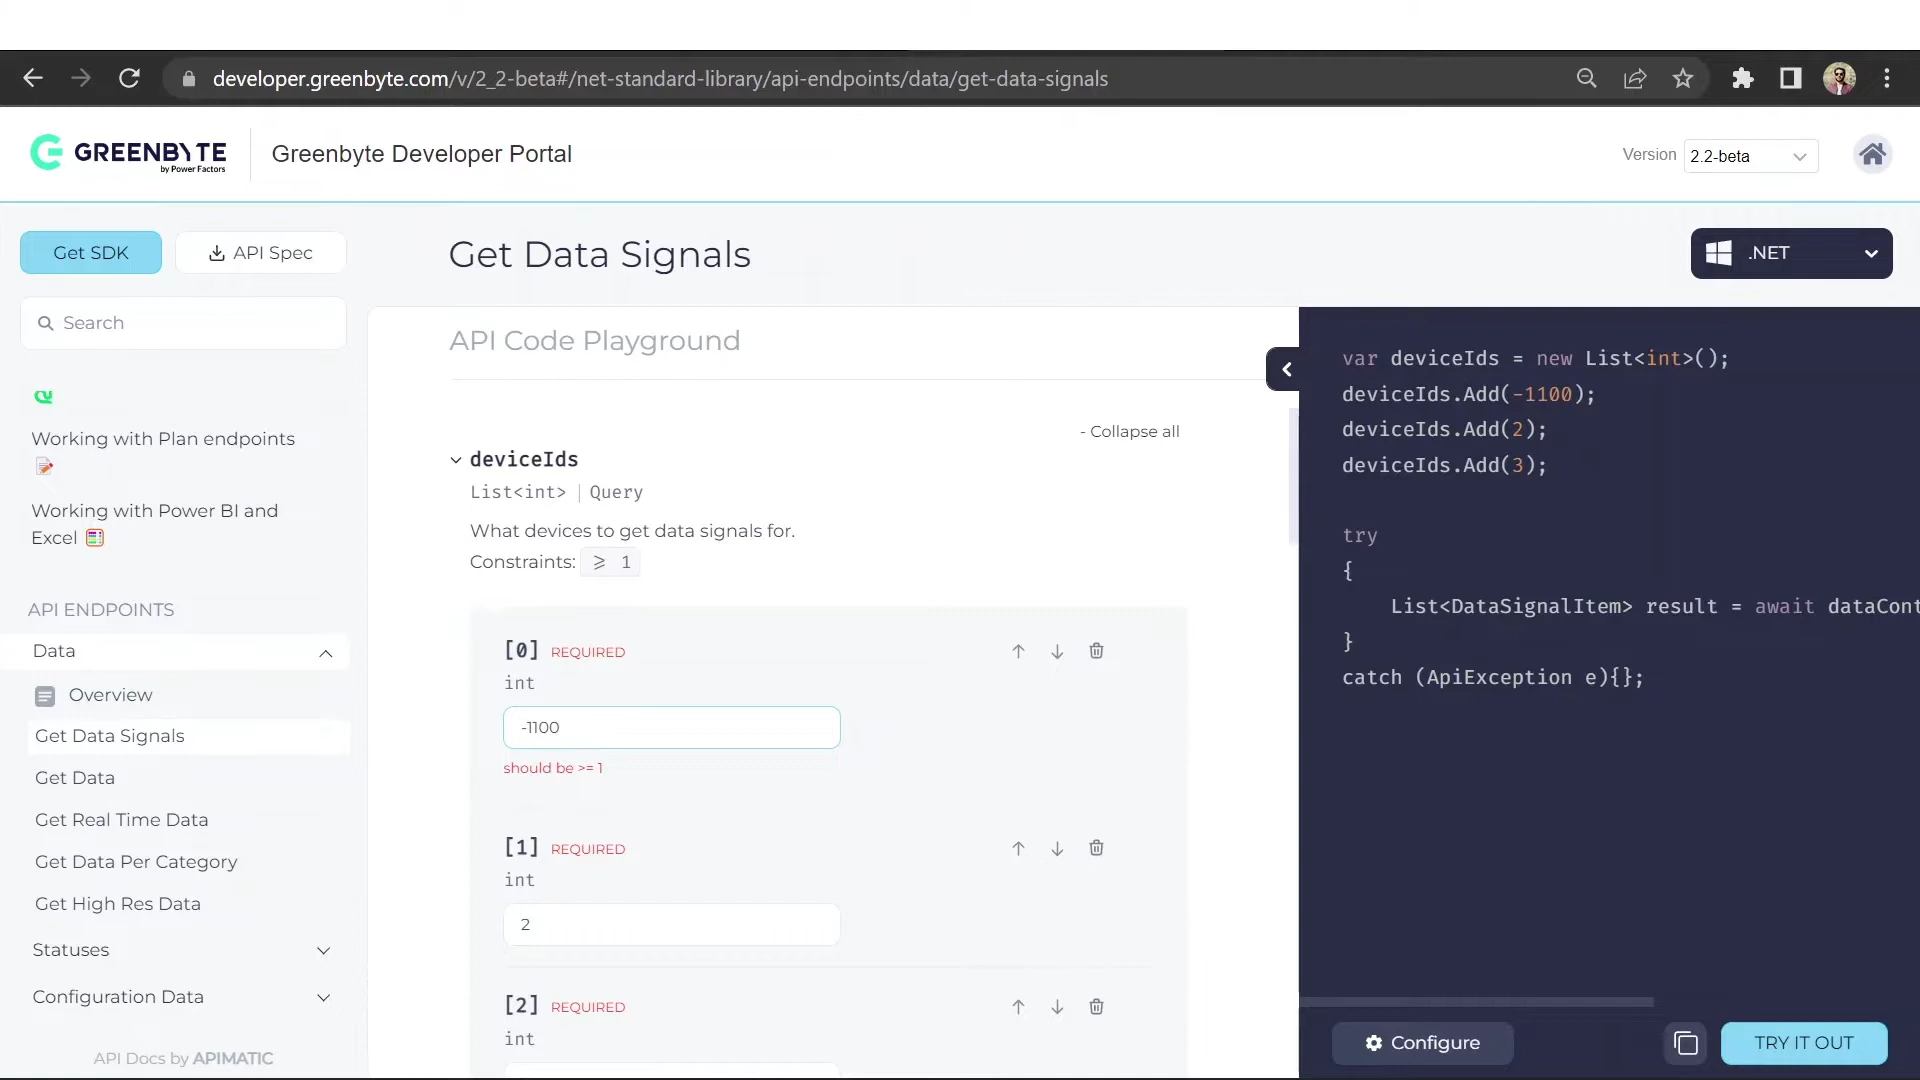 developer.greenbyte.com/v/2_2-beta#/net-standard-library/api-endpoints/data/get-data-signals
GREENBYTE
by Power Factors
Greenbyte Developer Portal
Version
2.2-beta
Get SDK
API Spec
Search
Working with Plan endpoints
Working with Power BI and
Excel
API ENDPOINTS
Data
Overview
Get Data Signals
Get Data
Get Real Time Data
Get Data Per Category
Get High Res Data
Statuses
Configuration Data
API Docs by APIMATIC
Get Data Signals
.NET
API Code Playground
- Collapse all
deviceIds
List<int> | Query
What devices to get data signals for.
Constraints: ⩾ 1
[0] REQUIRED
int
-1100
should be >= 1
[1] REQUIRED
int
2
[2] REQUIRED
int
var deviceIds = new List<int>();
deviceIds.Add(-1100);
deviceIds.Add(2);
deviceIds.Add(3);
try
{
List<DataSignalItem> result = await dataCont
}
catch (ApiException e){};
Configure
TRY IT OUT